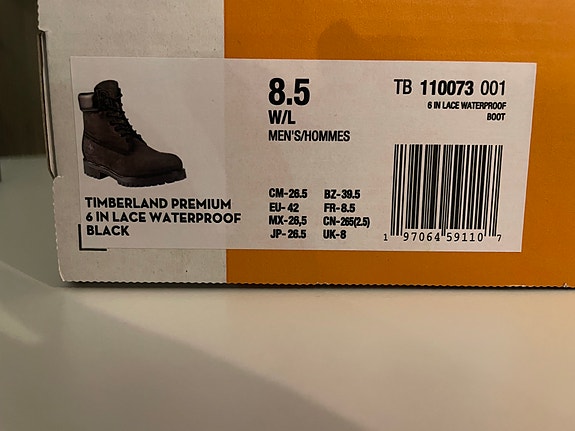 8.5
W/L
MEN'S/HOMMES
TB 110073 001
6 IN LACE WATERPROOF
BOOT
TIMBERLAND PREMIUM
6 IN LACE WATERPROOF
BLACK
CM-26.5 BZ-39.5
EU- 42 FR-8.5
MX-26,5 CN-265(2.5)
JP- 26.5 UK-8
1 97064 59110 7